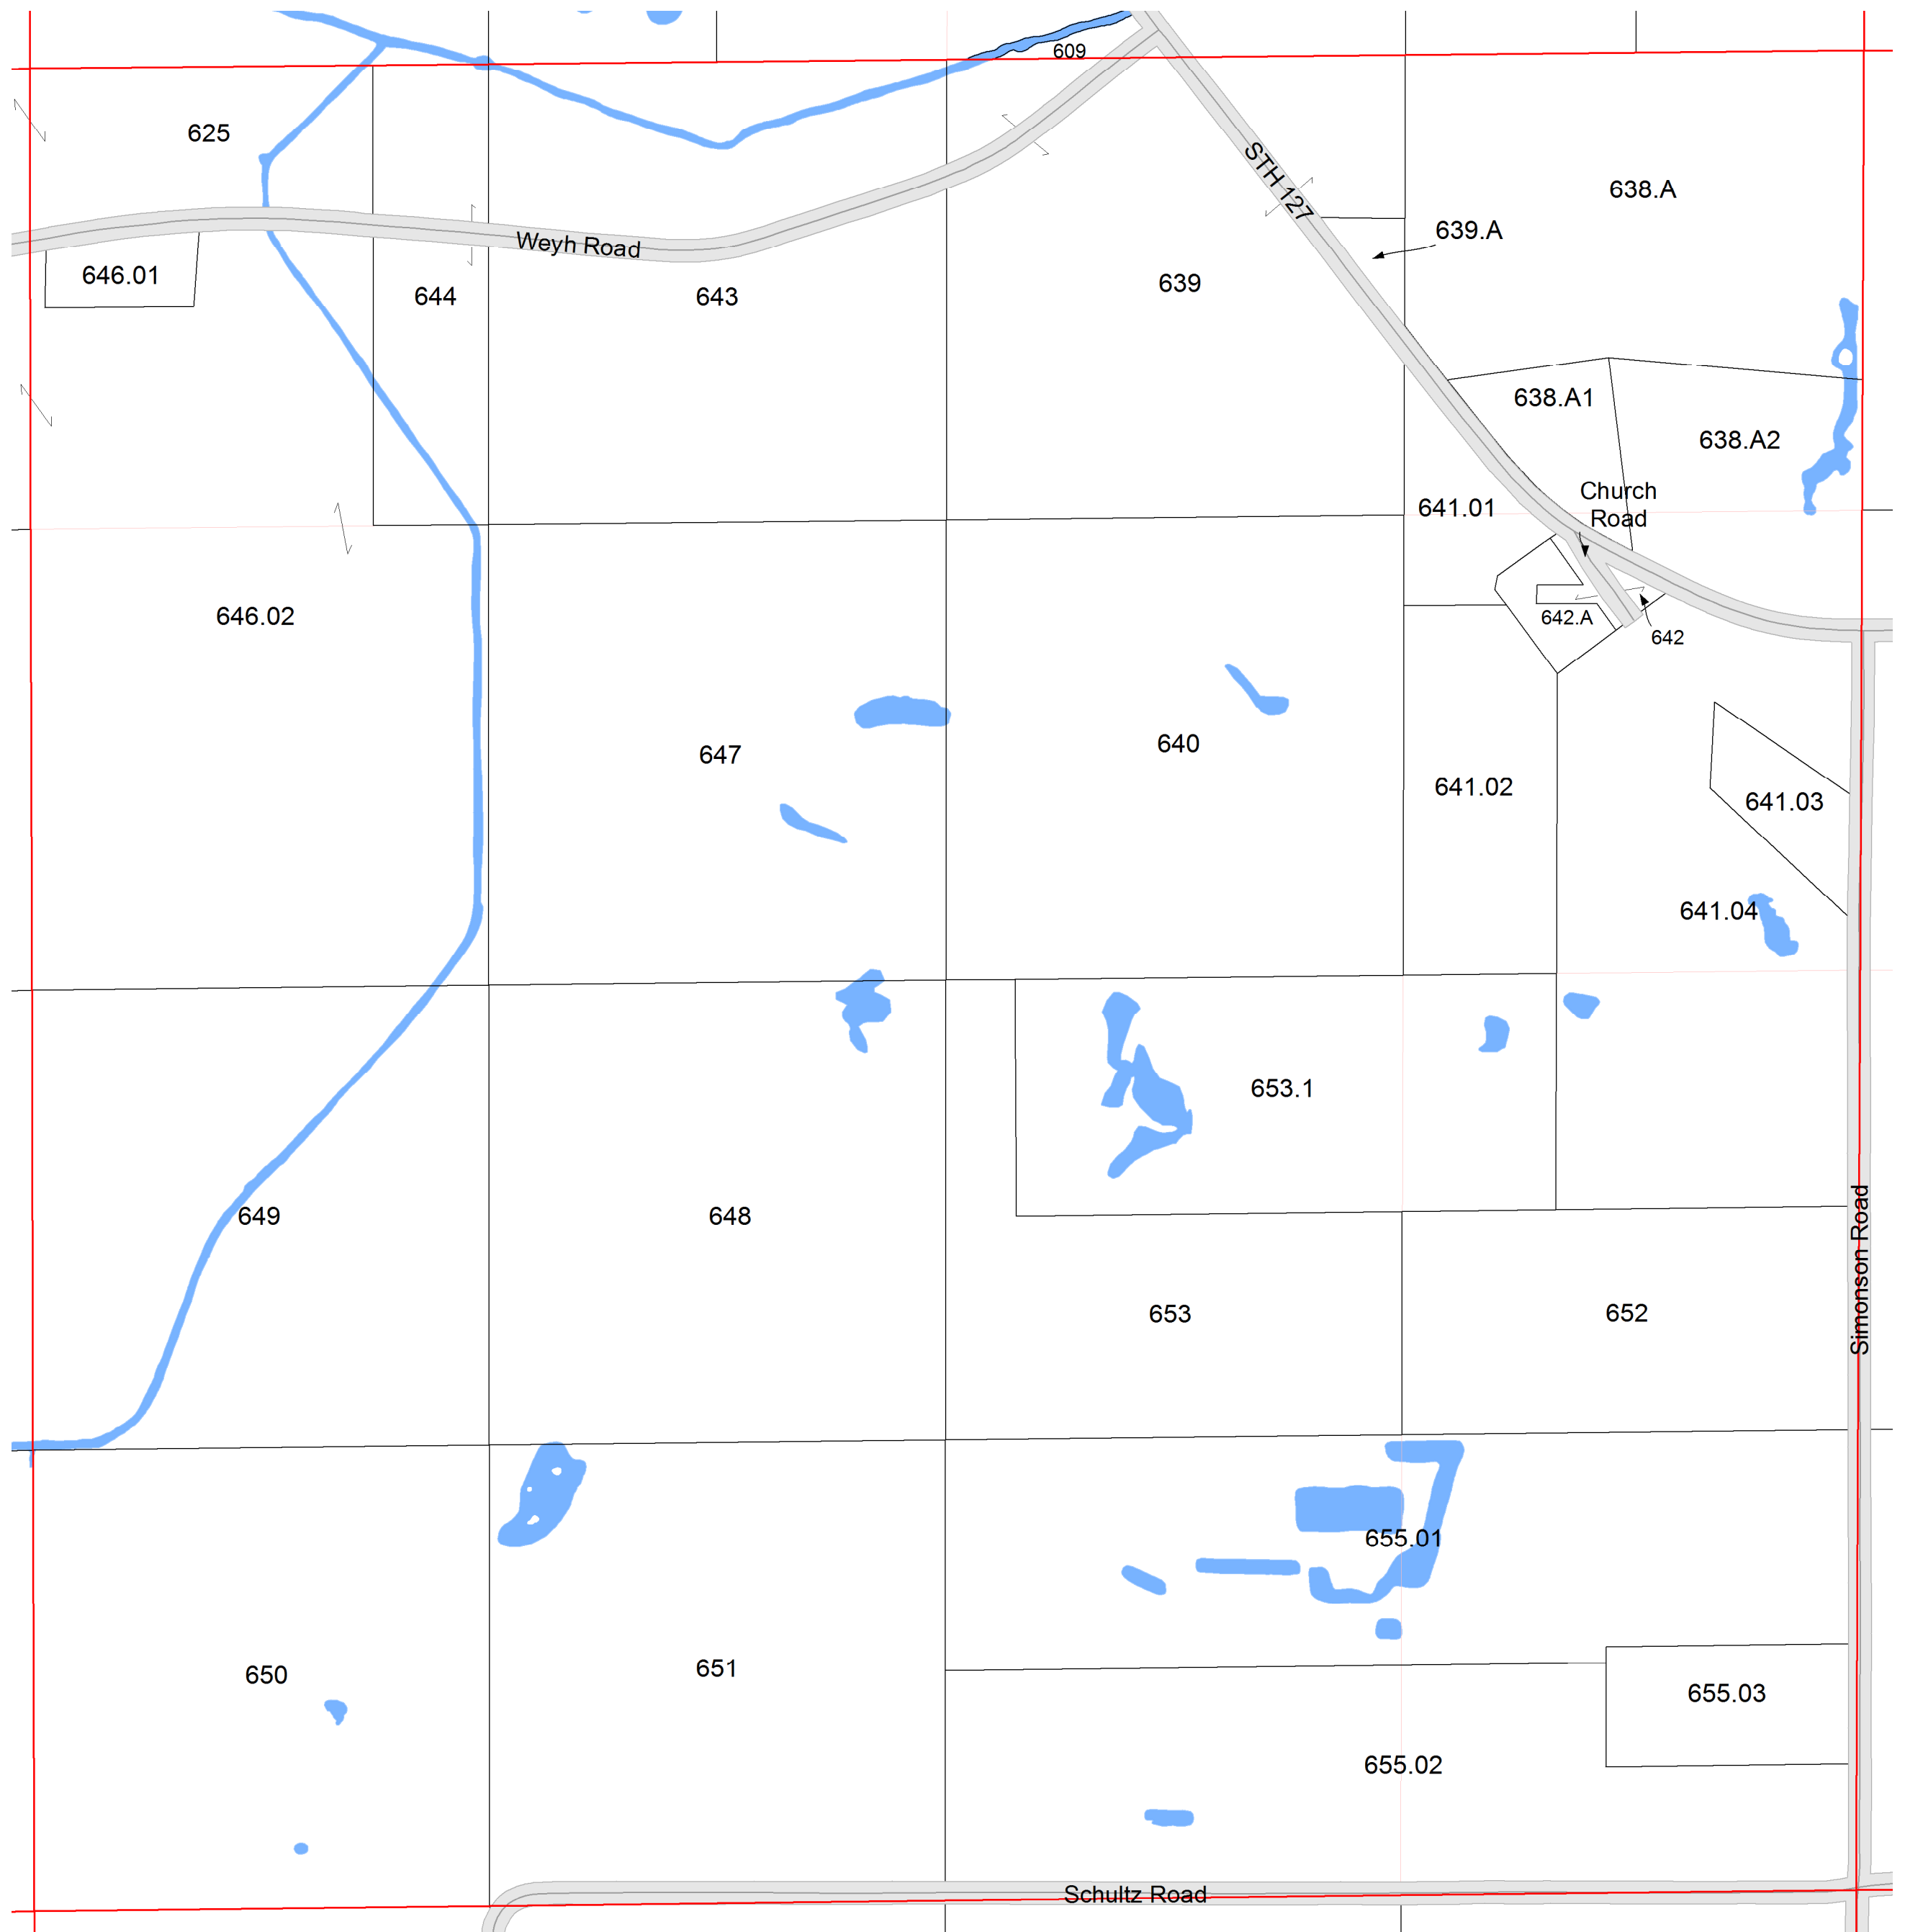 609
625
STH 127
638.A
639.A
Weyh Road
646.01
639
644
643
638.A1
638.A2
Church
Road
641.01
646.02
642.A
642
640
647
641.02
641.03
641.04
653.1
649
648
Simonson Road
653
652
655.01
651
650
655.03
655.02
Schultz Road